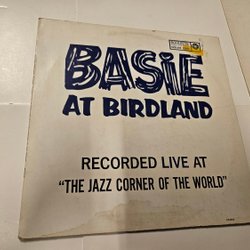 BASiE
AT BIRDLAND
RECORDED LIVE AT
"THE JAZZ CORNER OF THE WORLD"